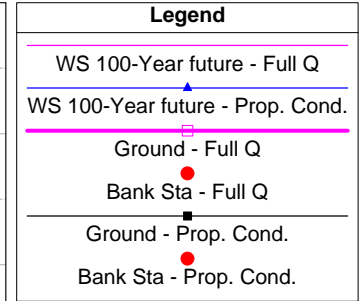 Legend
WS 100-Year future - Full Q
WS 100-Year future - Prop. Cond.
Ground - Full Q
Bank Sta - Full Q
Ground - Prop. Cond.
Bank Sta - Prop. Cond.